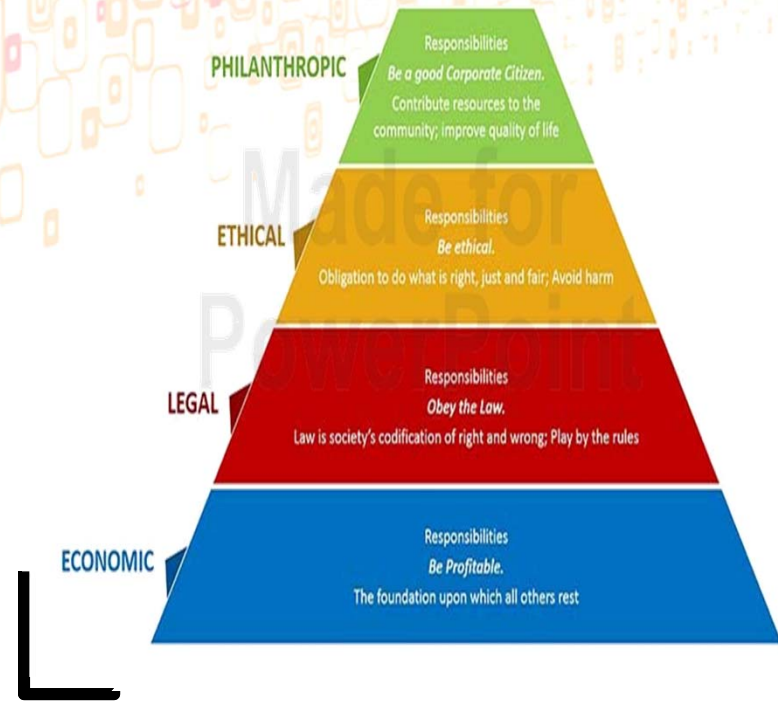 PHILANTHROPIC
Responsibilities
Be a good Corporate Citizen.
Contribute resources to the
community; improve quality of life
ETHICAL
Responsibilities
Be ethical.
Obligation to do what is right, just and fair; Avoid harm
LEGAL
Responsibilities
Obey the Law.
Law is society's codification of right and wrong; Play by the rules
ECONOMIC
Responsibilities
Be Profitable.
The foundation upon which all others rest
Made for
PowerPoint